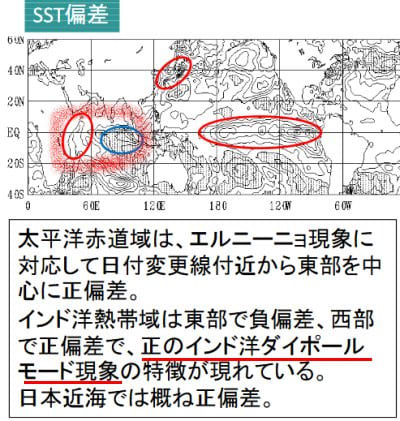 SST偏差
60N
40N
20N
EQ
20S
40S
0 60E 120E 180 120W 60W
太平洋赤道域は、エルニーニョ現象に
対応して日付変更線付近から東部を中
心に正偏差。
インド洋熱帯域は東部で負偏差、西部
で正偏差で、正のインド洋ダイポール
モード現象の特徴が現れている。
日本近海では概ね正偏差。